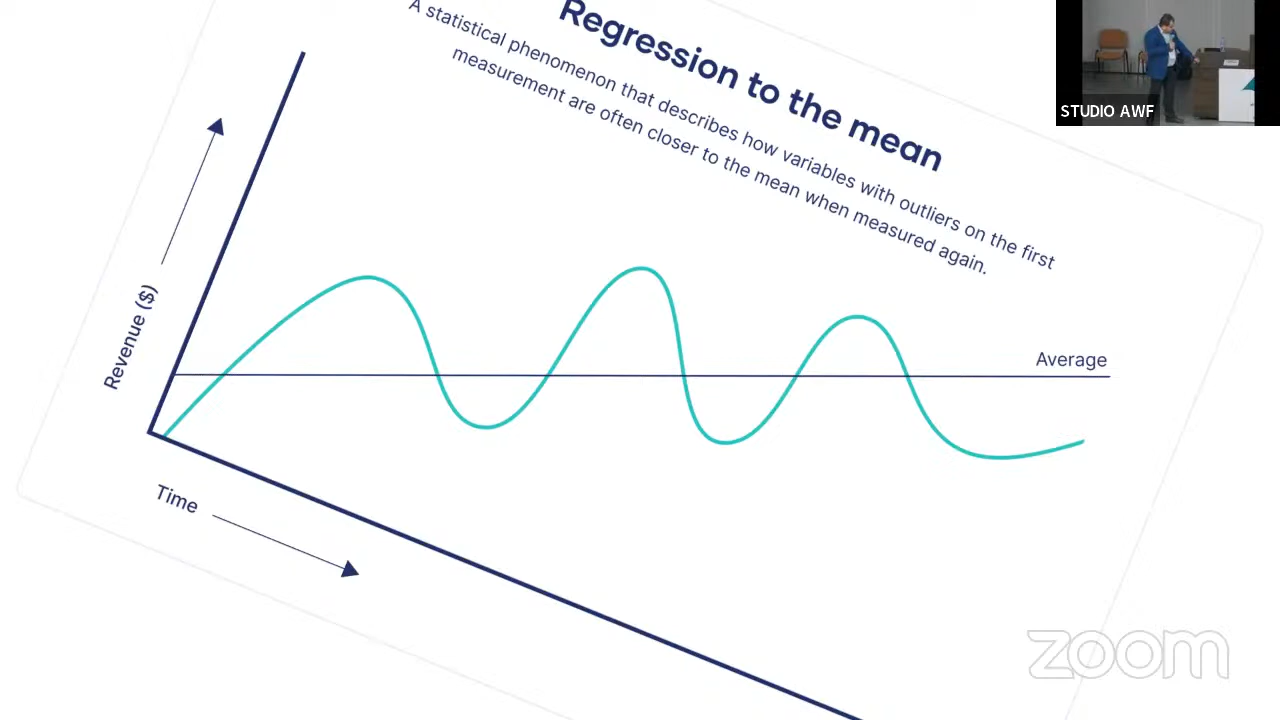 Regression to the mean
A statistical phenomenon that describes how variables with outliers on the first
measurement are often closer to the mean when measured again.
STUDIO AWF
Revenue ($)
Average
Time
zoom